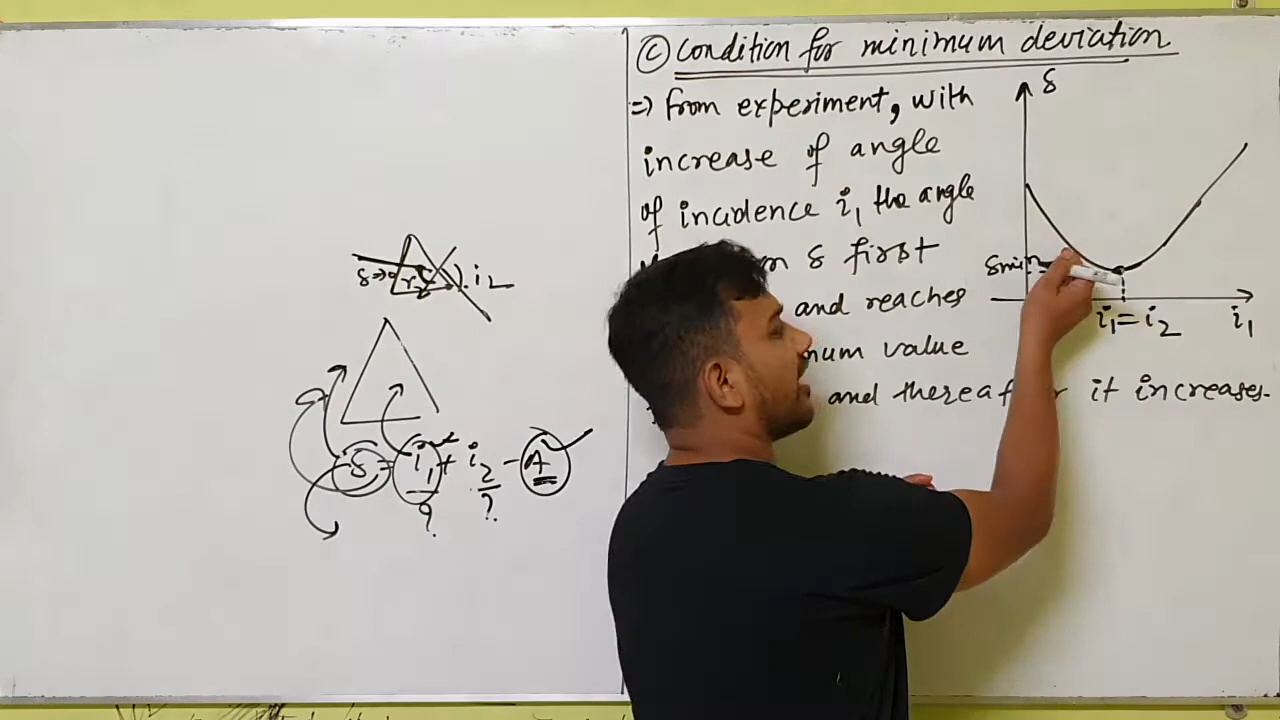 ⓒ Condition for minimum deviation
=) From experiment, with
increase of angle
of incidence i₁ the angle
δ first
and reaches
value
and it increases.
δ
δmin
i₁ = i₂
i₁
i₂
δ = i₁ + i₂ - A
? ?